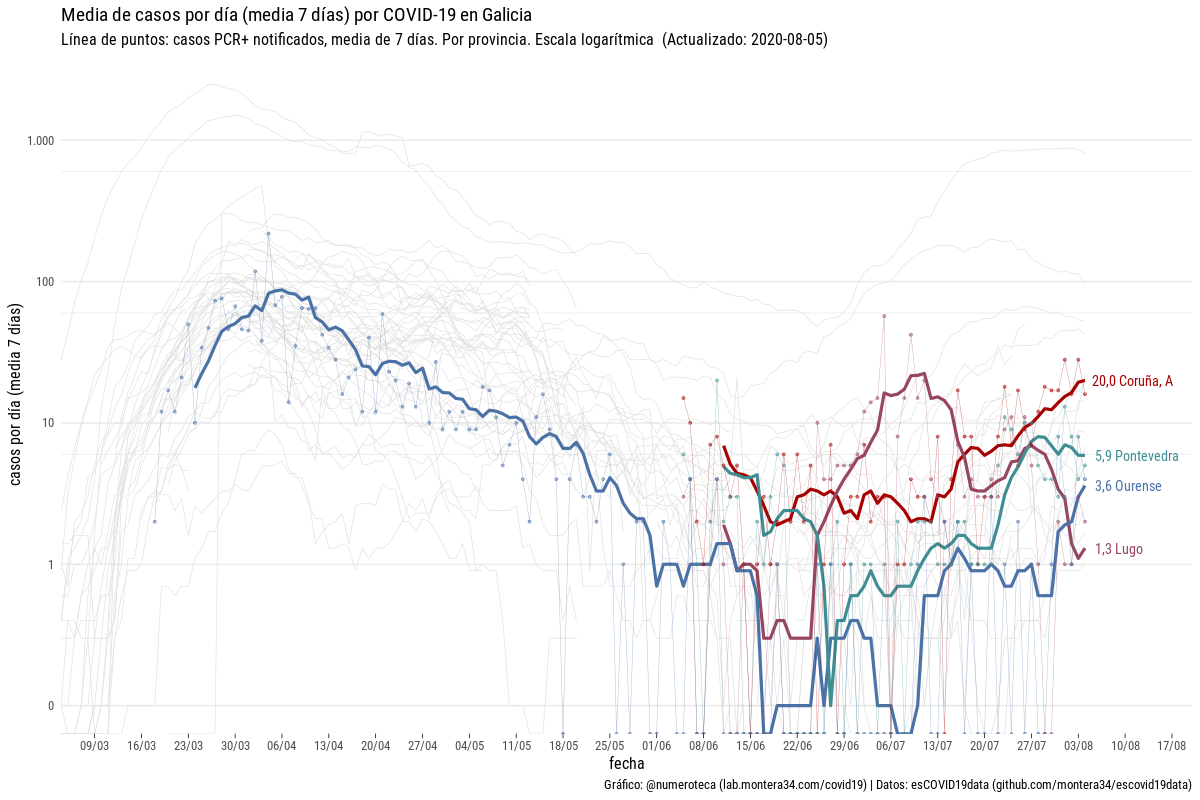 Media de casos por día (media 7 días) por COVID-19 en Galicia
Línea de puntos: casos PCR+ notificados, media de 7 días. Por provincia. Escala logarítmica (Actualizado: 2020-08-05)
casos por día (media 7 días)
1.000
100
10
1
0
20,0 Coruña, A
5,9 Pontevedra
3,6 Ourense
1,3 Lugo
09/03 16/03 23/03 30/03 06/04 13/04 20/04 27/04 04/05 11/05 18/05 25/05 01/06 08/06 15/06 22/06 29/06 06/07 13/07 20/07 27/07 03/08 10/08 17/08
fecha
Gráfico: @numeroteca (lab.montera34.com/covid19) | Datos: esCOVID19data (github.com/montera34/escovid19data)